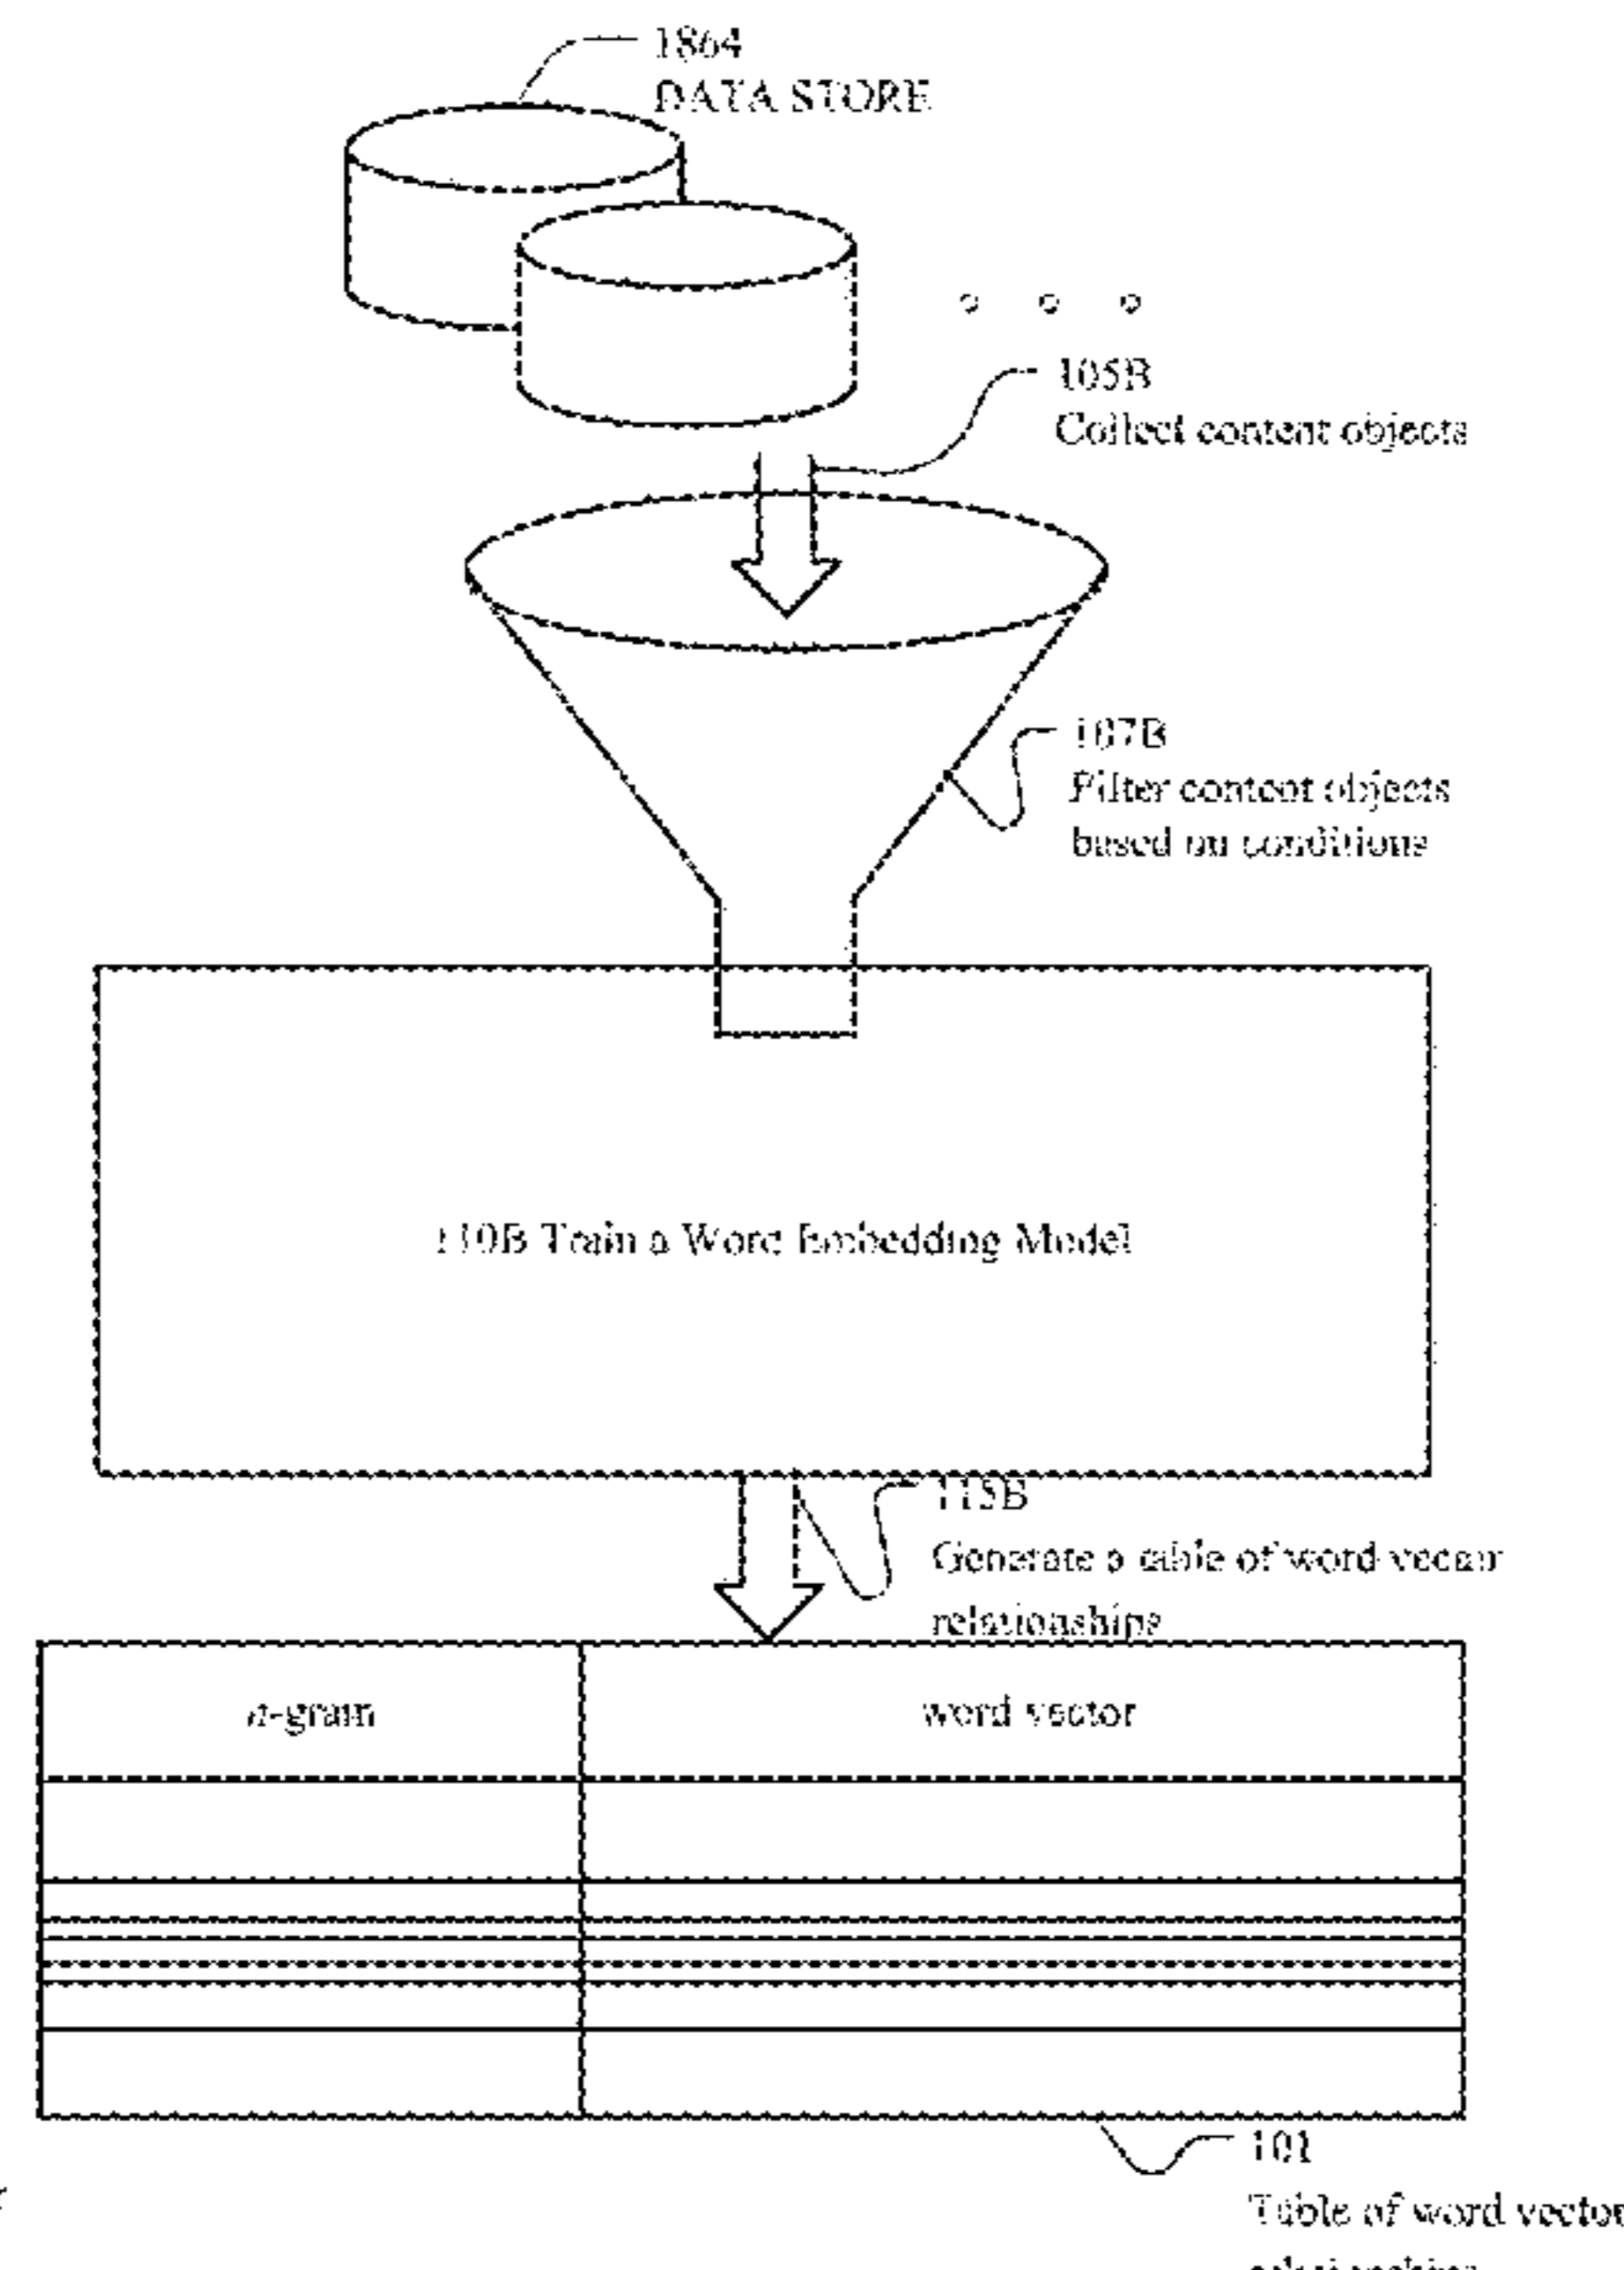 1864
DATA STORE
105B
Collect content objects
107B
Filter content objects
based on conditions
110B Train a Word Embedding Model
115B
Generate a table of word vector
relationships
n-gram
word vector
101
Table of word vector